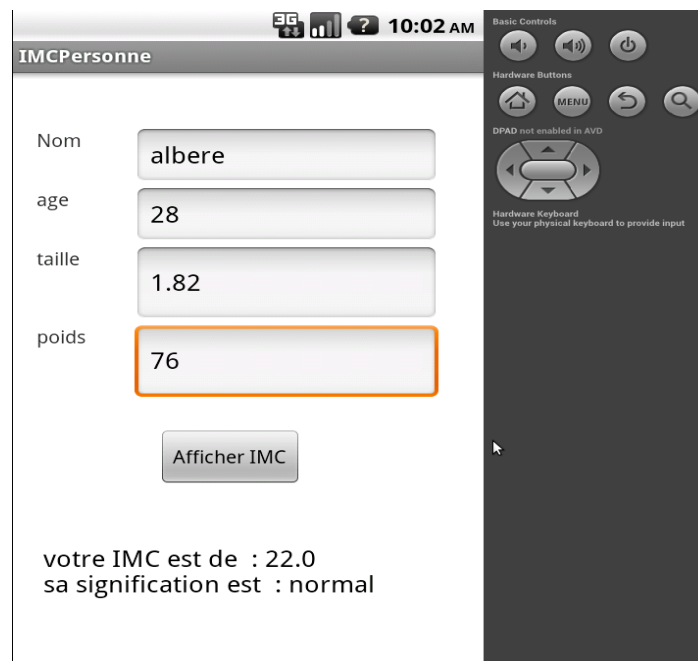 3G ? 10:02 AM
IMCPersonne
Nom
albere
age
28
taille
1.82
poids
76
Afficher IMC
votre IMC est de : 22.0
sa signification est : normal
Basic Controls
Hardware Buttons
MENU
DPAD not enabled in AVD
Hardware Keyboard
Use your physical keyboard to provide input